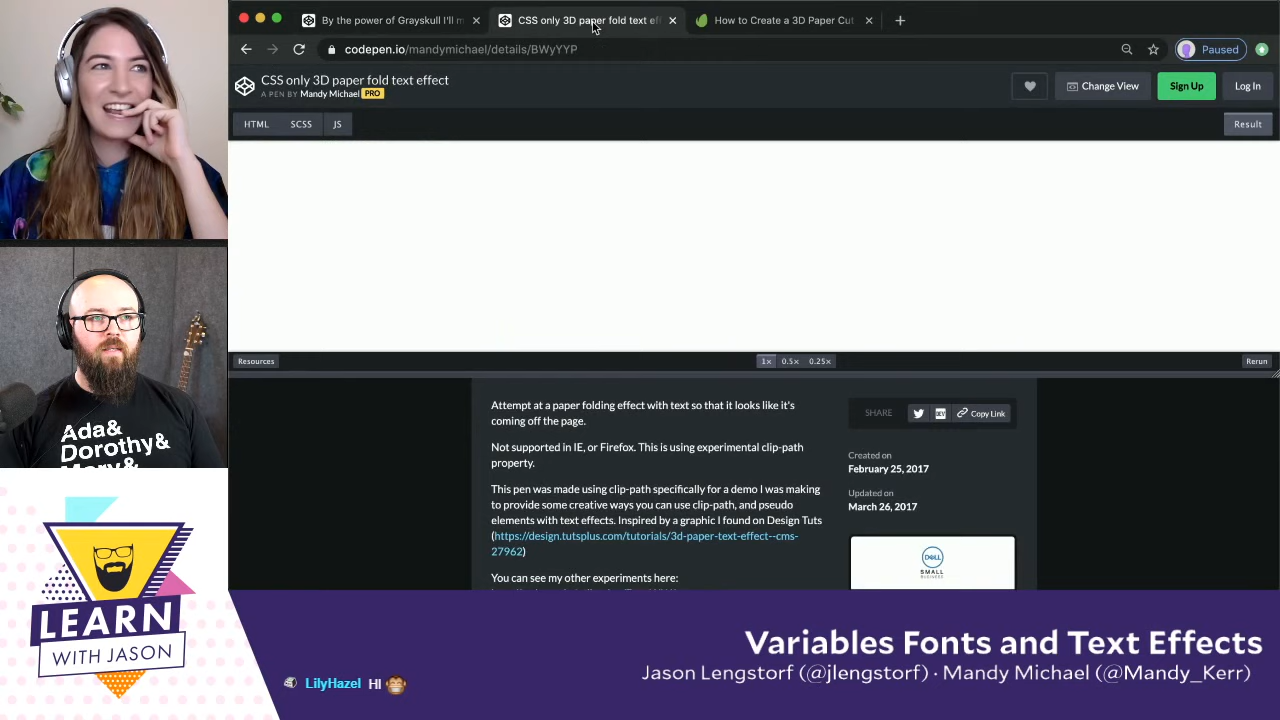 By the power of Grayskull I'll m
CSS only 3D paper fold text ef
How to Create a 3D Paper Cut
codepen.io/mandymichael/details/BWyYYP
Paused
CSS only 3D paper fold text effect
A PEN BY Mandy Michael PRO
Change View
Sign Up
Log In
HTML
SCSS
JS
Result
Resources
1×
0.5×
0.25×
Rerun
Attempt at a paper folding effect with text so that it looks like it's
coming off the page.
Not supported in IE, or Firefox. This is using experimental clip-path
property.
This pen was made using clip-path specifically for a demo I was making
to provide some creative ways you can use clip-path, and pseudo
elements with text effects. Inspired by a graphic I found on Design Tuts
(https://design.tutsplus.com/tutorials/3d-paper-text-effect--cms-
27962)
You can see my other experiments here:
SHARE
DEV
Copy Link
Created on
February 25, 2017
Updated on
March 26, 2017
DELL
SMALL
BUSINESS
Ada&
Dorothy&
Mary&
LEARN
WITH JASON
Variables Fonts and Text Effects
Jason Lengstorf (@jlengstorf) · Mandy Michael (@Mandy_Kerr)
LilyHazel HI